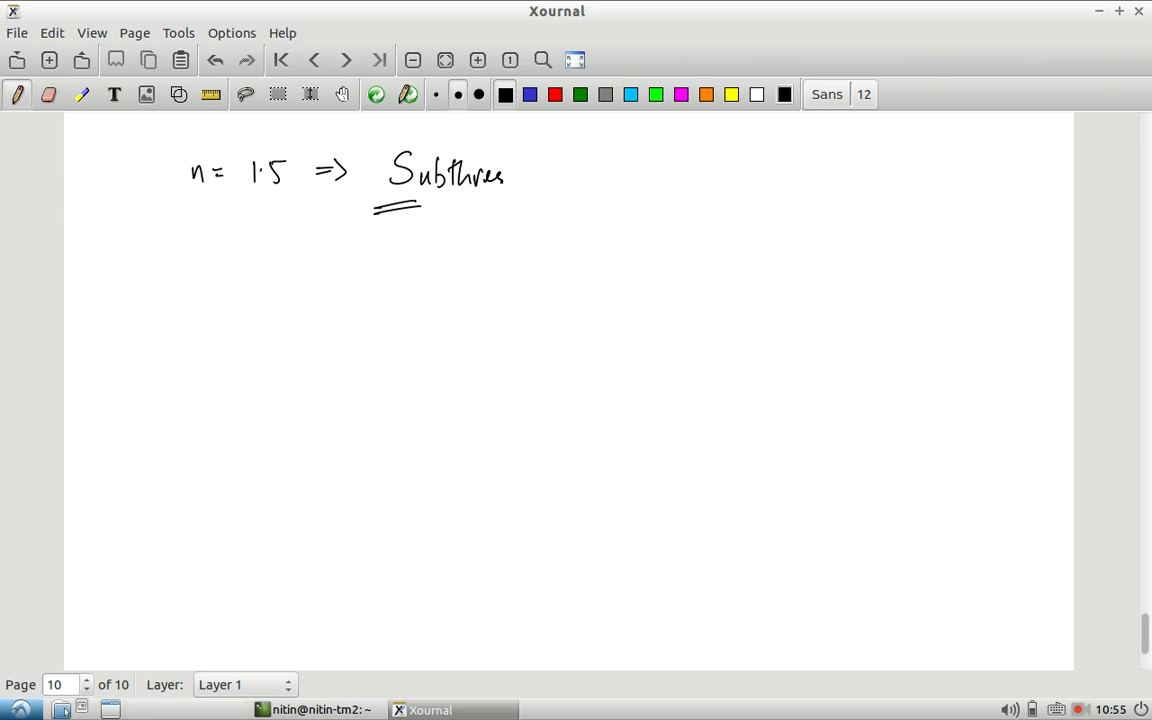 Xournal
File Edit View Page Tools Options Help
Sans 12
n = 1.5 => Subthres
Page 10 of 10 Layer: Layer 1
nitin@nitin-tm2: ~ Xournal 10:55